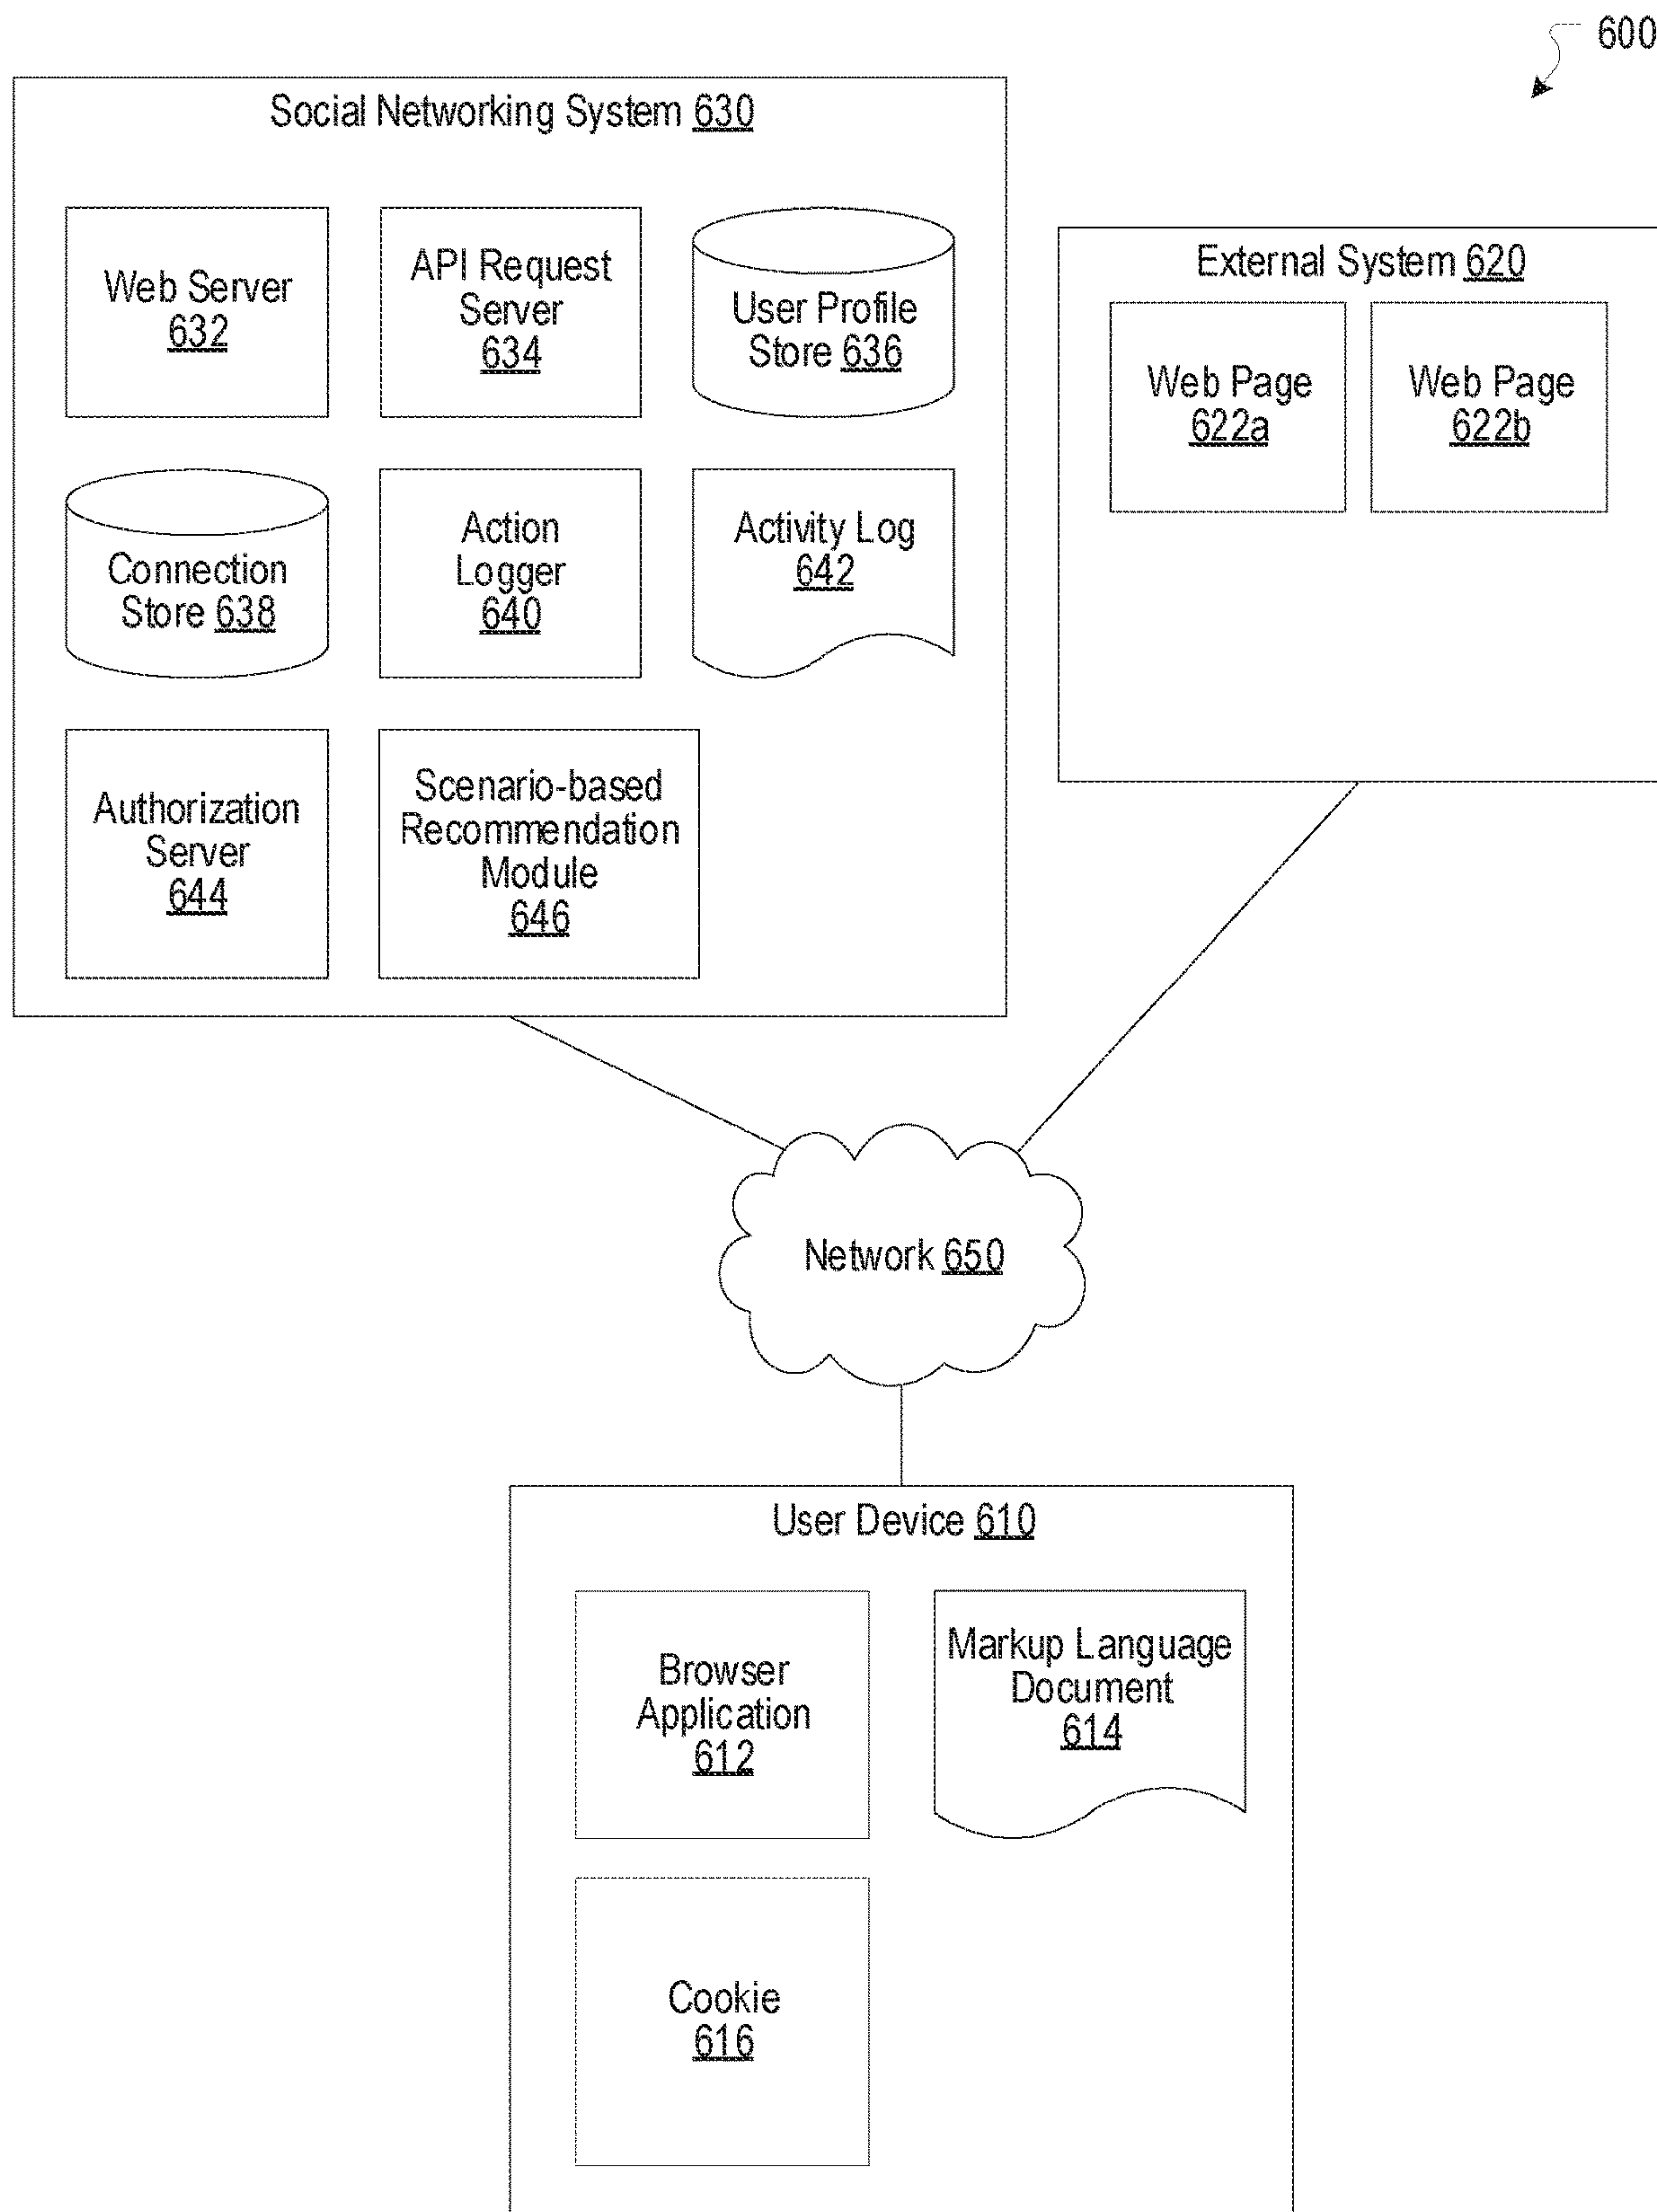 600
Social Networking System 630
Web Server
632
API Request
Server
634
User Profile
Store 636
Connection
Store 638
Action
Logger
640
Activity Log
642
Authorization
Server
644
Scenario-based
Recommendation
Module
646
External System 620
Web Page
622a
Web Page
622b
Network 650
User Device 610
Browser
Application
612
Markup Language
Document
614
Cookie
616